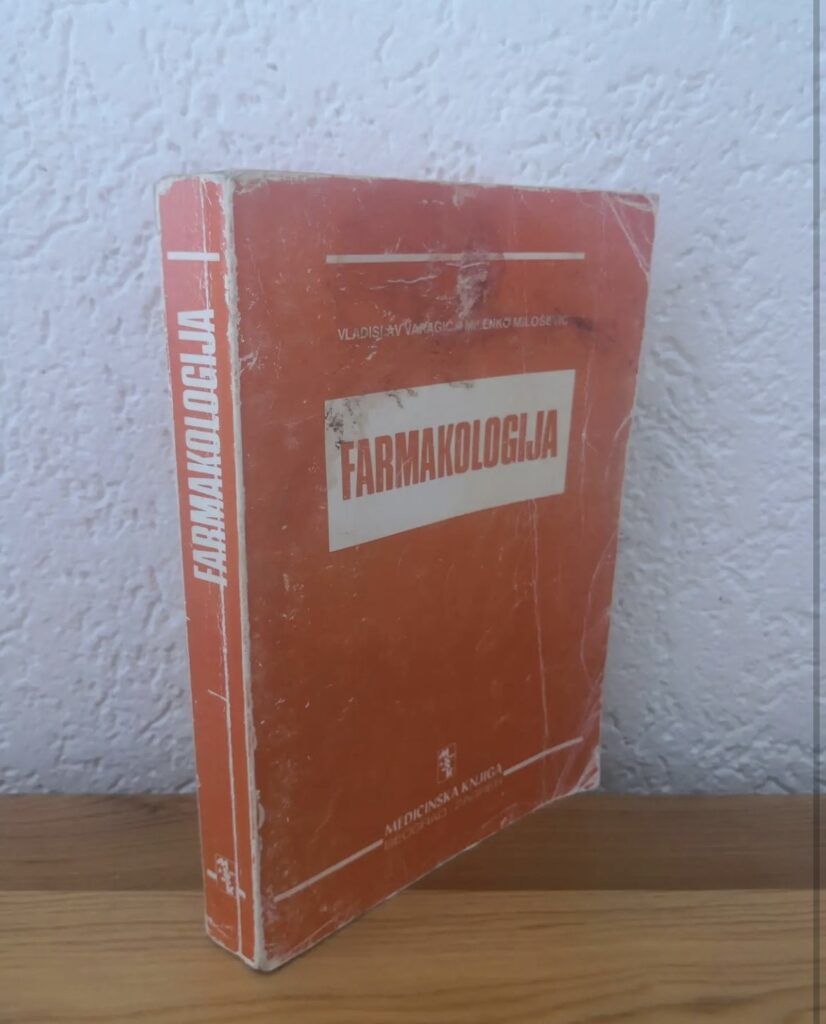 FARMAKOLOGIJA
VLADISLAV VARAGIĆ • MILENKO MILOŠEVIĆ
FARMAKOLOGIJA
MEDICINSKA KNJIGA
BEOGRAD - ZAGREB